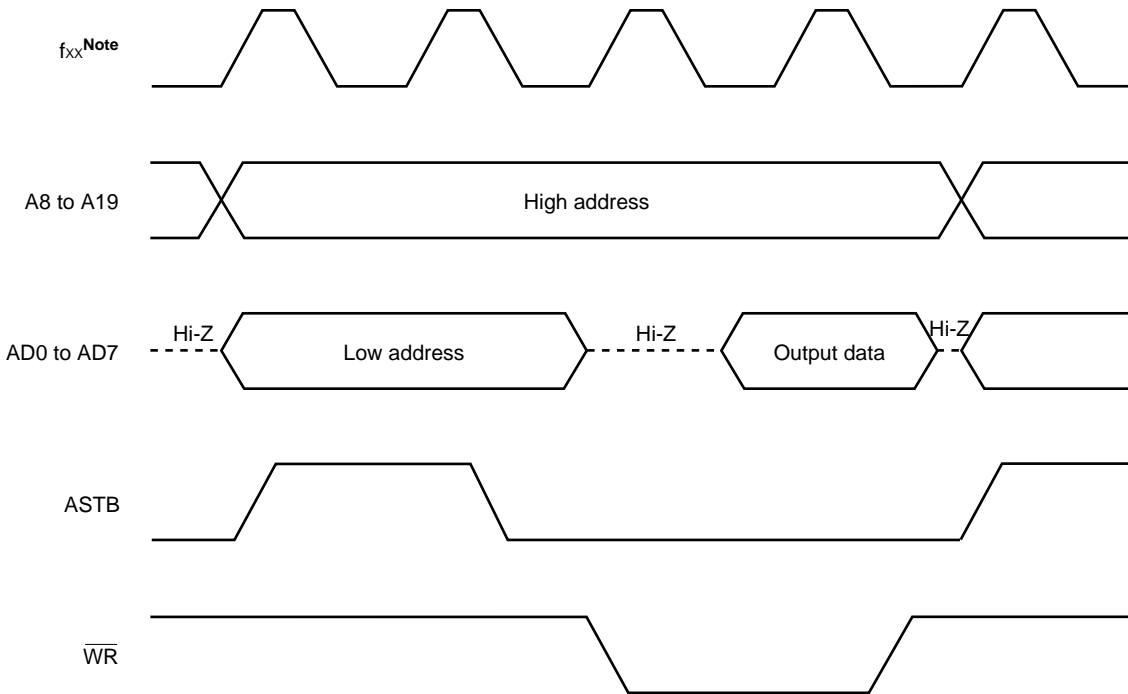 fxxNote
A8 to A19
High address
AD0 to AD7
Hi-Z
Low address
Hi-Z
Output data
Hi-Z
ASTB
WR